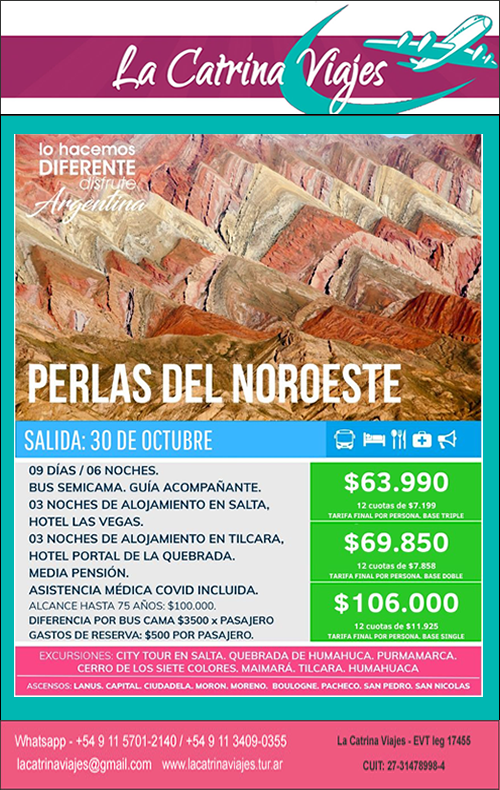 La Catrina Viajes
lo hacemos
DIFERENTE
disfrute
Argentina
PERLAS DEL NOROESTE
SALIDA: 30 DE OCTUBRE
09 DÍAS / 06 NOCHES.
BUS SEMICAMA. GUÍA ACOMPAÑANTE.
03 NOCHES DE ALOJAMIENTO EN SALTA,
HOTEL LAS VEGAS.
03 NOCHES DE ALOJAMIENTO EN TILCARA,
HOTEL PORTAL DE LA QUEBRADA.
MEDIA PENSIÓN.
ASISTENCIA MÉDICA COVID INCLUIDA.
ALCANCE HASTA 75 AÑOS: $100.000.
DIFERENCIA POR BUS CAMA $3500 x PASAJERO
GASTOS DE RESERVA: $500 POR PASAJERO.
$63.990
12 cuotas de $7.199
TARIFA FINAL POR PERSONA. BASE TRIPLE
$69.850
12 cuotas de $7.858
TARIFA FINAL POR PERSONA. BASE DOBLE
$106.000
12 cuotas de $11.925
TARIFA FINAL POR PERSONA. BASE SINGLE
EXCURSIONES: CITY TOUR EN SALTA. QUEBRADA DE HUMAHUCA. PURMAMARCA.
CERRO DE LOS SIETE COLORES. MAIMARÁ. TILCARA. HUMAHUACA
ASCENSOS: LANUS. CAPITAL. CIUDADELA. MORON. MORENO. BOULOGNE. PACHECO. SAN PEDRO. SAN NICOLAS
Whatsapp - +54 9 11 5701-2140 / +54 9 11 3409-0355
lacatrinaviajes@gmail.com www.lacatrinaviajes.tur.ar
La Catrina Viajes - EVT leg 17455
CUIT: 27-31478998-4